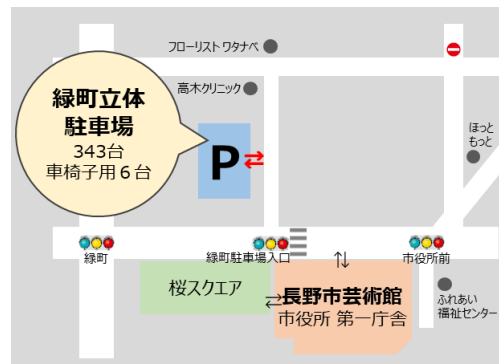 フローリスト ワタナベ
高木クリニック
緑町立体
駐車場
343台
車椅子用６台
P
ほっと
もっと
緑町
緑町駐車場入口
市役所前
桜スクエア
長野市芸術館
市役所 第一庁舎
ふれあい
福祉センター